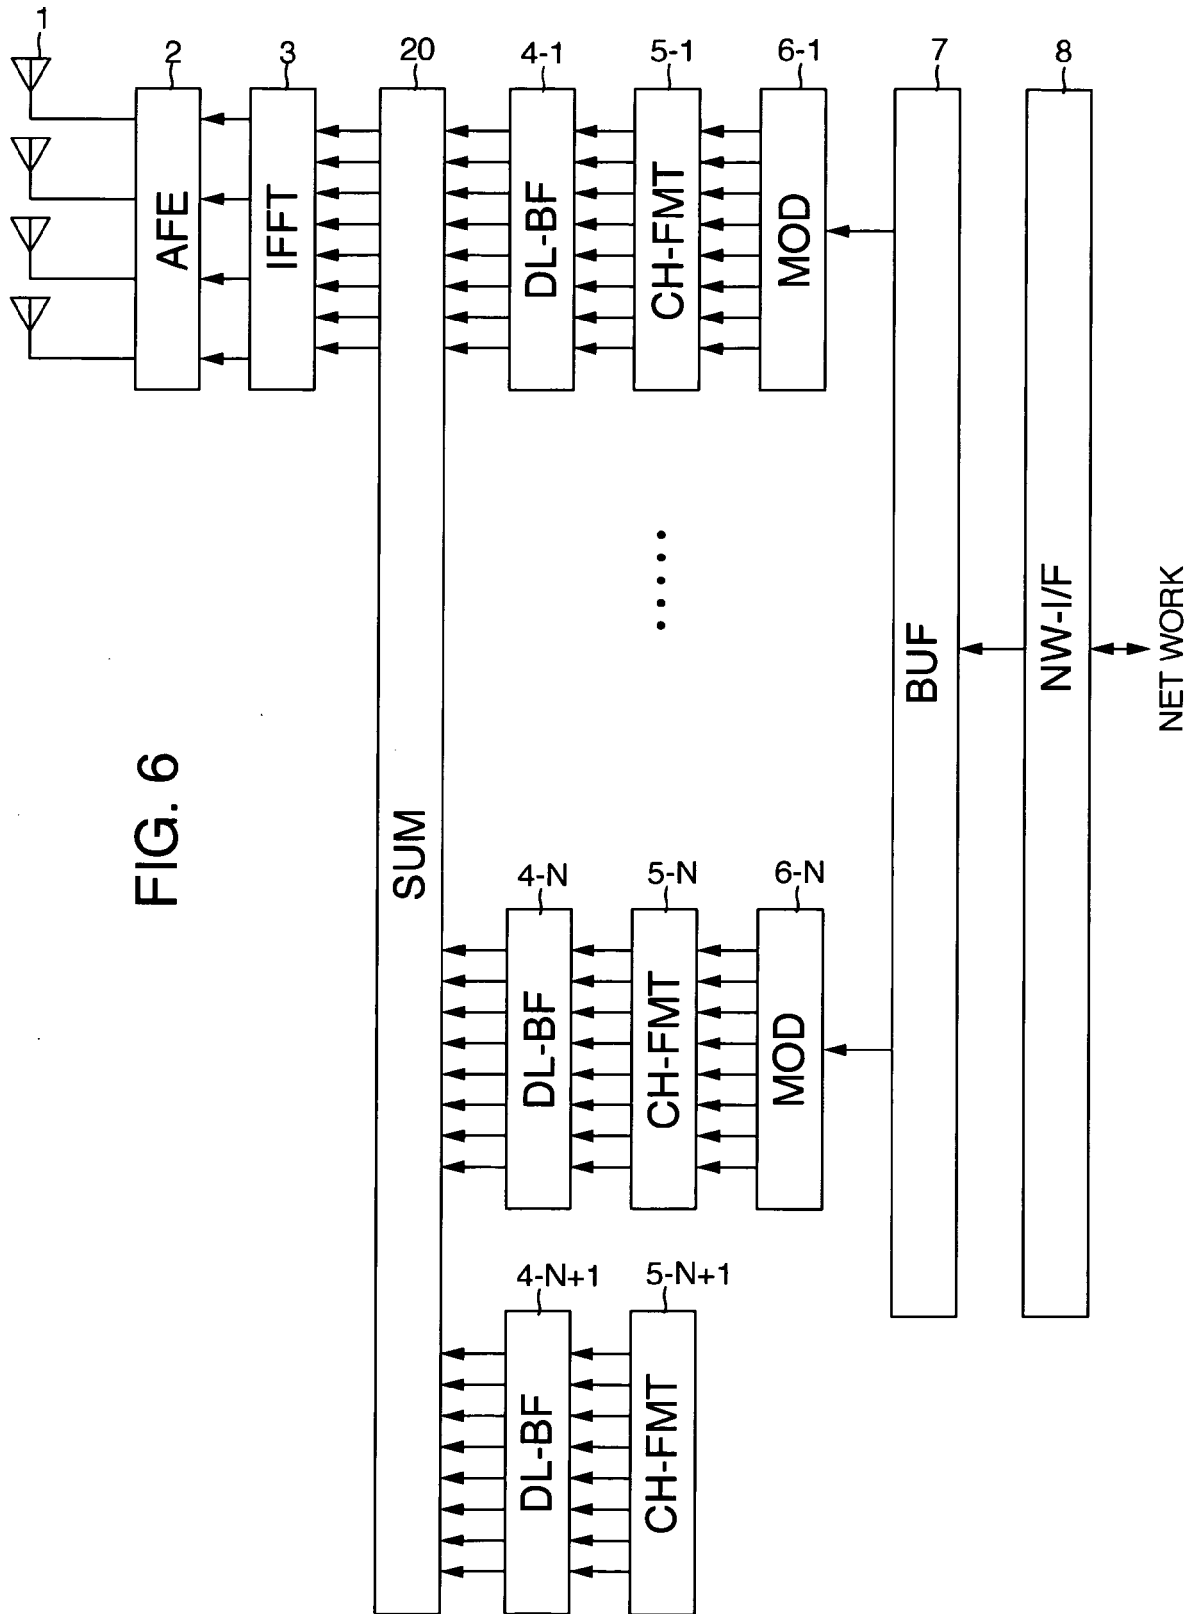 FIG. 6
1
2
3
20
4-1
5-1
6-1
7
8
AFE
IFFT
SUM
DL-BF
CH-FMT
MOD
BUF
NW-I/F
NET WORK
4-N
5-N
6-N
DL-BF
CH-FMT
MOD
4-N+1
5-N+1
DL-BF
CH-FMT